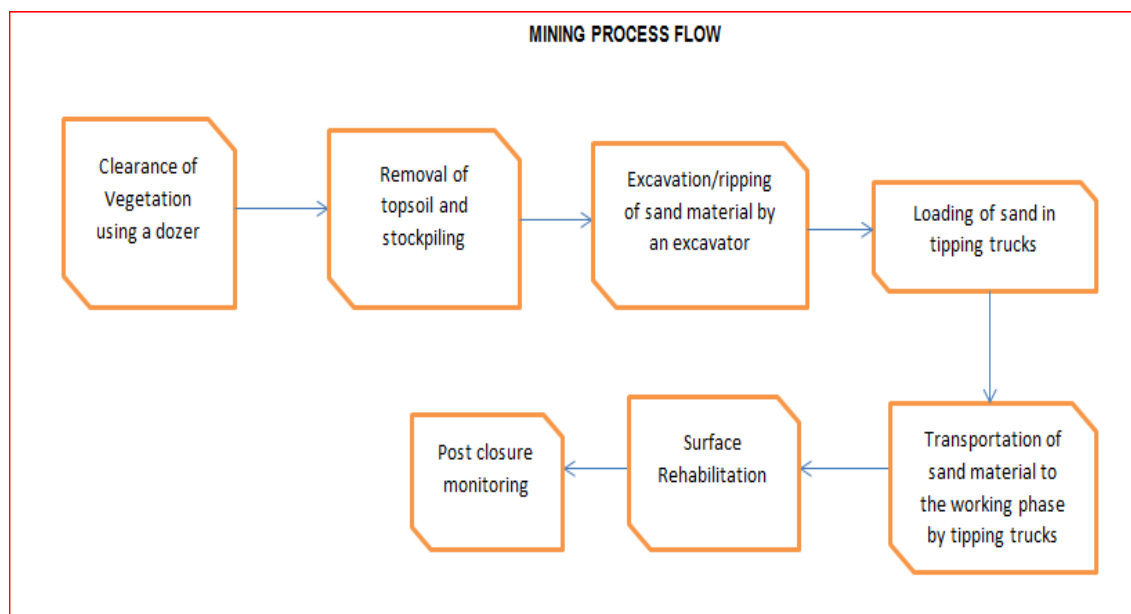 MINING PROCESS FLOW
Clearance of
Vegetation
using a dozer
Removal of
topsoil and
stockpiling
Excavation/ripping
of sand material by
an excavator
Loading of sand in
tipping trucks
Transportation of
sand material to
the working phase
by tipping trucks
Surface
Rehabilitation
Post closure
monitoring